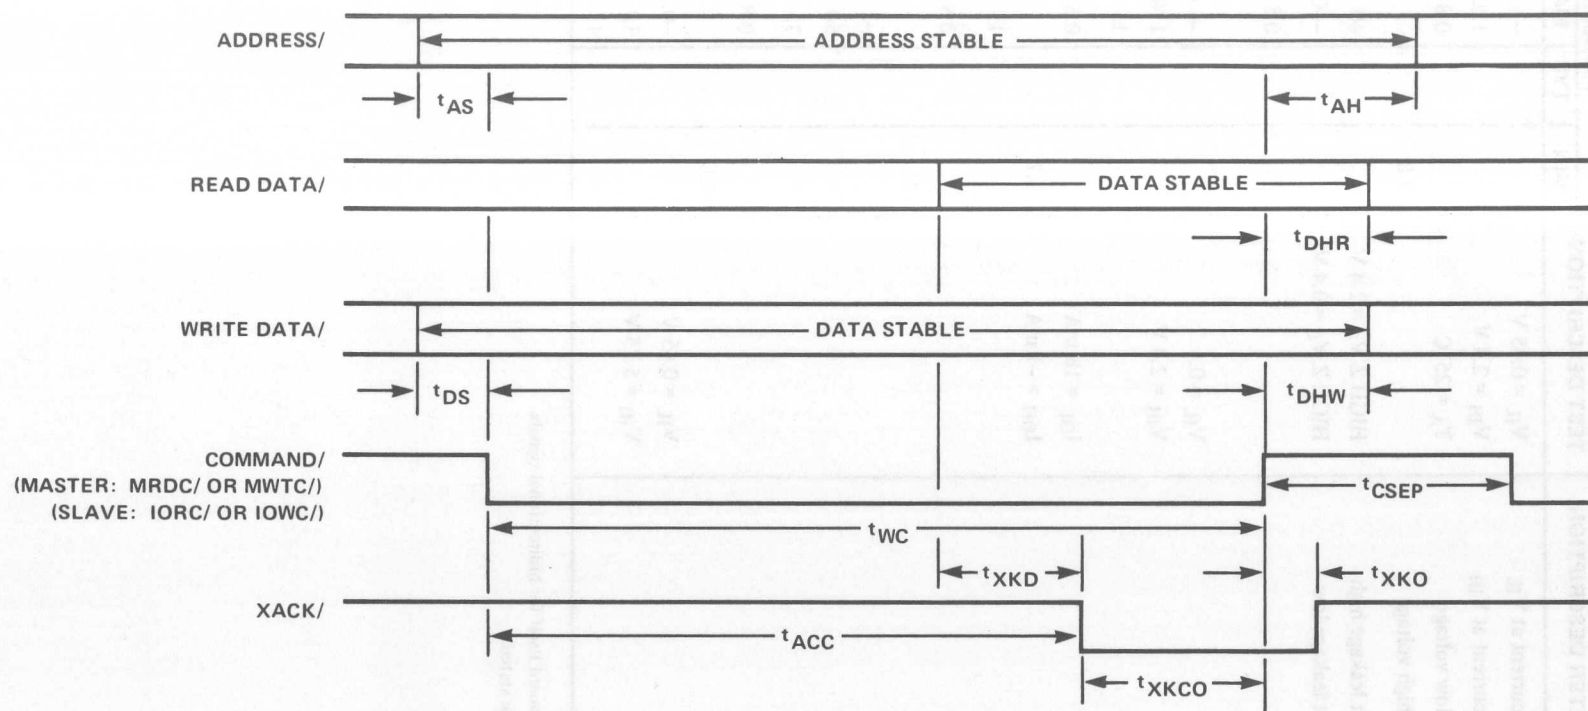 ADDRESS/
ADDRESS STABLE
tAS
tAH
READ DATA/
DATA STABLE
tDHR
WRITE DATA/
DATA STABLE
tDS
tDHW
COMMAND/
(MASTER: MRDC/ OR MWTC/)
(SLAVE: IORC/ OR IOWC/)
tCSEP
tWC
tXKD
tXKO
XACK/
tACC
tXKCO